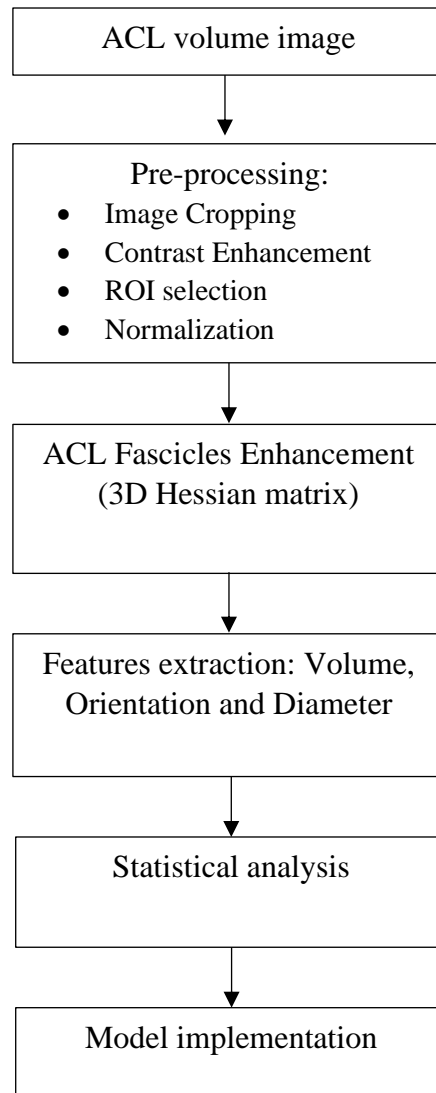 ACL volume image
Pre-processing:
• Image Cropping
• Contrast Enhancement
• ROI selection
• Normalization
ACL Fascicles Enhancement
(3D Hessian matrix)
Features extraction: Volume,
Orientation and Diameter
Statistical analysis
Model implementation